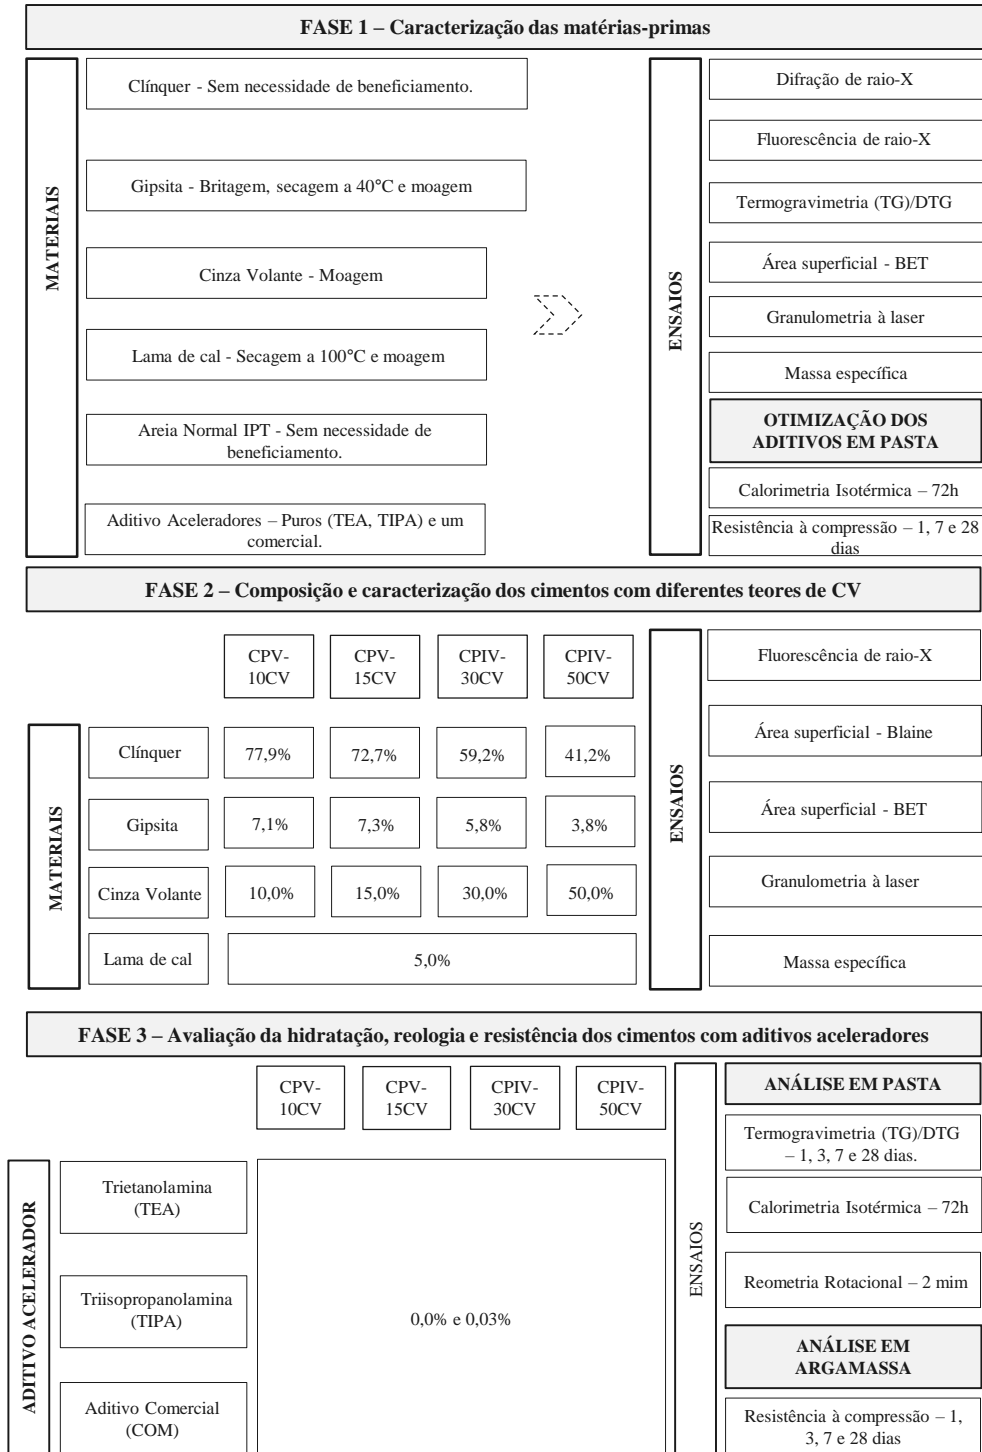 FASE 1 – Caracterização das matérias-primas
MATERIAIS
Clínquer - Sem necessidade de beneficiamento.
Gipsita - Britagem, secagem a 40°C e moagem
Cinza Volante - Moagem
Lama de cal - Secagem a 100°C e moagem
Areia Normal IPT - Sem necessidade de
beneficiamento.
Aditivo Aceleradores – Puros (TEA, TIPA) e um
comercial.
ENSAIOS
Difração de raio-X
Fluorescência de raio-X
Termogravimetria (TG)/DTG
Área superficial - BET
Granulometria à laser
Massa específica
OTIMIZAÇÃO DOS
ADITIVOS EM PASTA
Calorimetria Isotérmica – 72h
Resistência à compressão – 1, 7 e 28
dias
FASE 2 – Composição e caracterização dos cimentos com diferentes teores de CV
CPV-
10CV
CPV-
15CV
CPIV-
30CV
CPIV-
50CV
MATERIAIS
Clínquer
77,9%
72,7%
59,2%
41,2%
Gipsita
7,1%
7,3%
5,8%
3,8%
Cinza Volante
10,0%
15,0%
30,0%
50,0%
Lama de cal
5,0%
ENSAIOS
Fluorescência de raio-X
Área superficial - Blaine
Área superficial - BET
Granulometria à laser
Massa específica
FASE 3 – Avaliação da hidratação, reologia e resistência dos cimentos com aditivos aceleradores
CPV-
10CV
CPV-
15CV
CPIV-
30CV
CPIV-
50CV
ADITIVO ACELERADOR
Trietanolamina
(TEA)
Triisopropanolamina
(TIPA)
Aditivo Comercial
(COM)
0,0% e 0,03%
ENSAIOS
ANÁLISE EM PASTA
Termogravimetria (TG)/DTG
– 1, 3, 7 e 28 dias.
Calorimetria Isotérmica – 72h
Reometria Rotacional – 2 mim
ANÁLISE EM
ARGAMASSA
Resistência à compressão – 1,
3, 7 e 28 dias